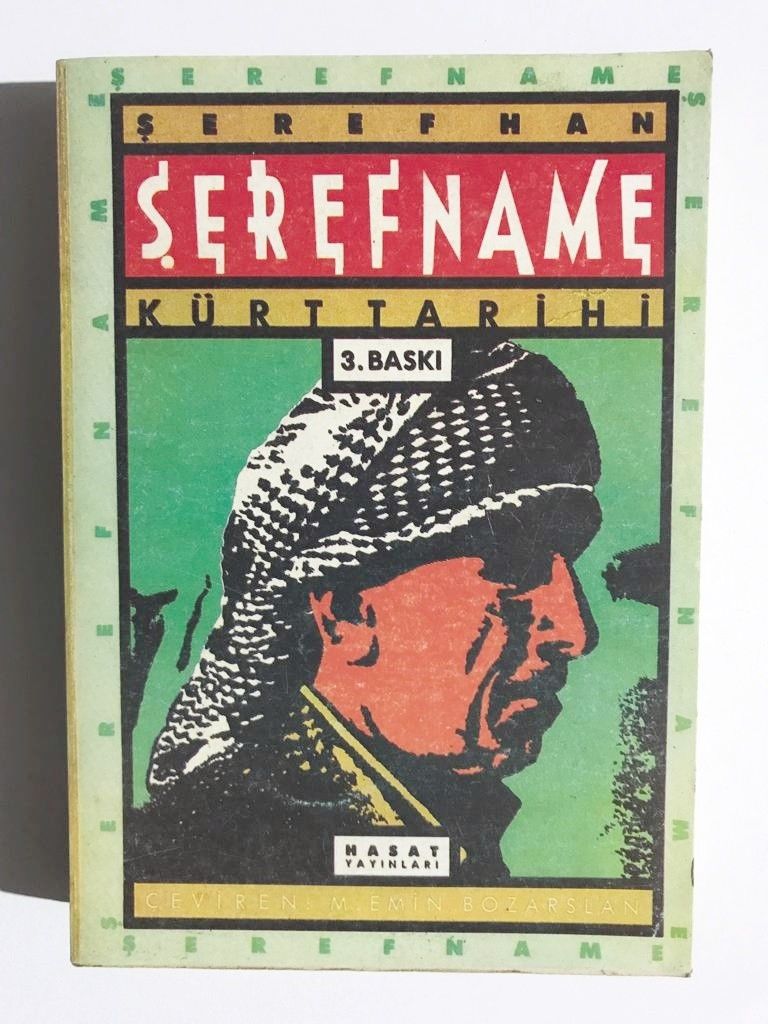 ŞEREFNAME
ŞEREFHAN
ŞEREFNAME
KÜRT TARİHİ
3. BASKI
HASAT
YAYINLARI
ÇEVİREN: M. EMİN BOZARSLAN
ŞEREFNAME
ŞEREFNAME
ŞEREFNAME